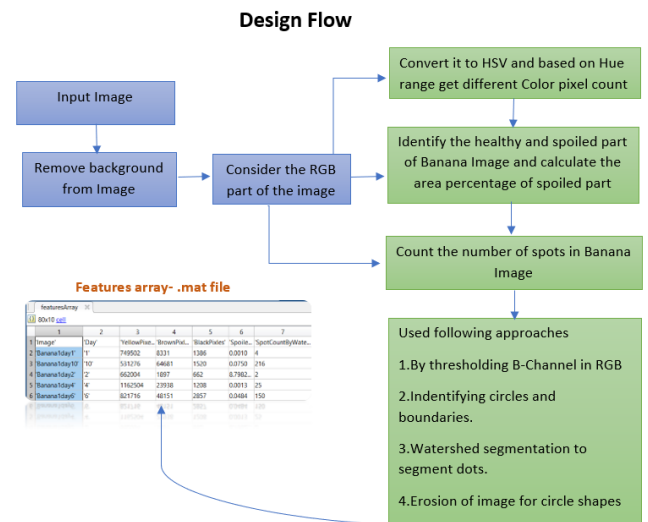 Design Flow
Input Image
Remove background
from Image
Consider the RGB
part of the image
Convert it to HSV and based on Hue
range get different Color pixel count
Identify the healthy and spoiled part
of Banana Image and calculate the
area percentage of spoiled part
Count the number of spots in Banana
Image
Used following approaches
1.By thresholding B-Channel in RGB
2.Indentifying circles and
boundaries.
3.Watershed segmentation to
segment dots.
4.Erosion of image for circle shapes
Features array- .mat file
featuresArray
80x10 cell
1 2 3 4 5 6 7
1 'Image' 'Day' 'YellowPixe... 'BrownPixl... 'BlackPixles' 'Spoile... 'SpotCountByWate...
2 'Banana1day1' '1' 749502 8331 1386 0.0010 4
3 'Banana1day10' '10' 531276 64681 1520 0.0750 216
4 'Banana1day2' '2' 662004 1897 662 8.7982... 2
5 'Banana1day4' '4' 1162504 23938 1208 0.0013 25
6 'Banana1day6' '6' 821716 48151 2857 0.0484 150